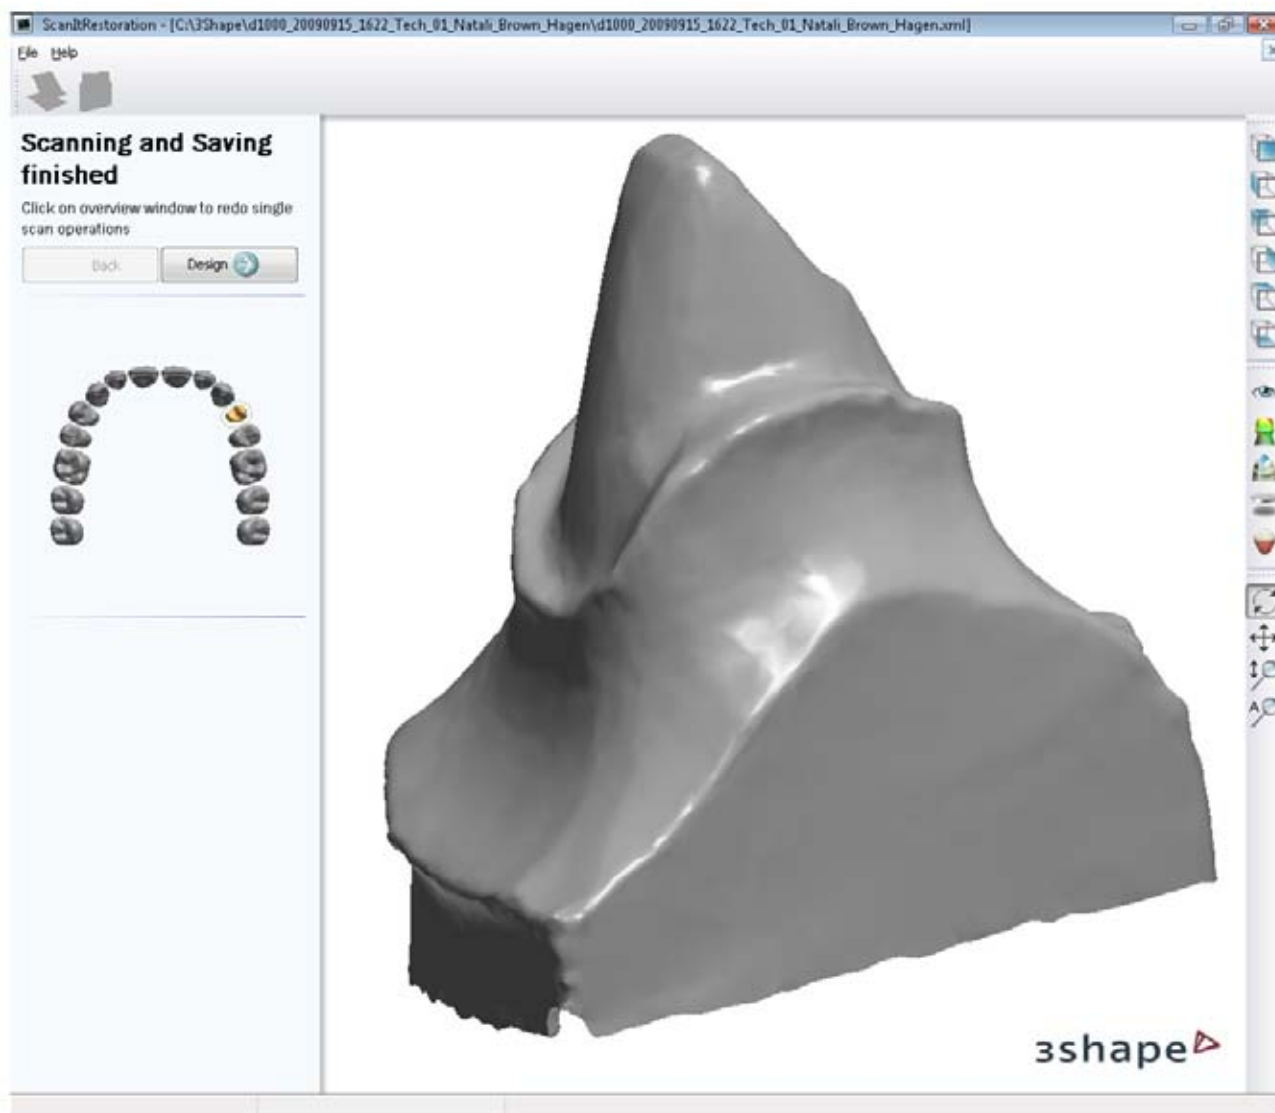 ScanItRestoration - [C:\3Shape\d1000_20090915_1622_Tech_01_Natali_Brown_Hagen\d1000_20090915_1622_Tech_01_Natali_Brown_Hagen.xml]
File Help
Scanning and Saving
finished
Click on overview window to redo single
scan operations
Back Design
A
3shape